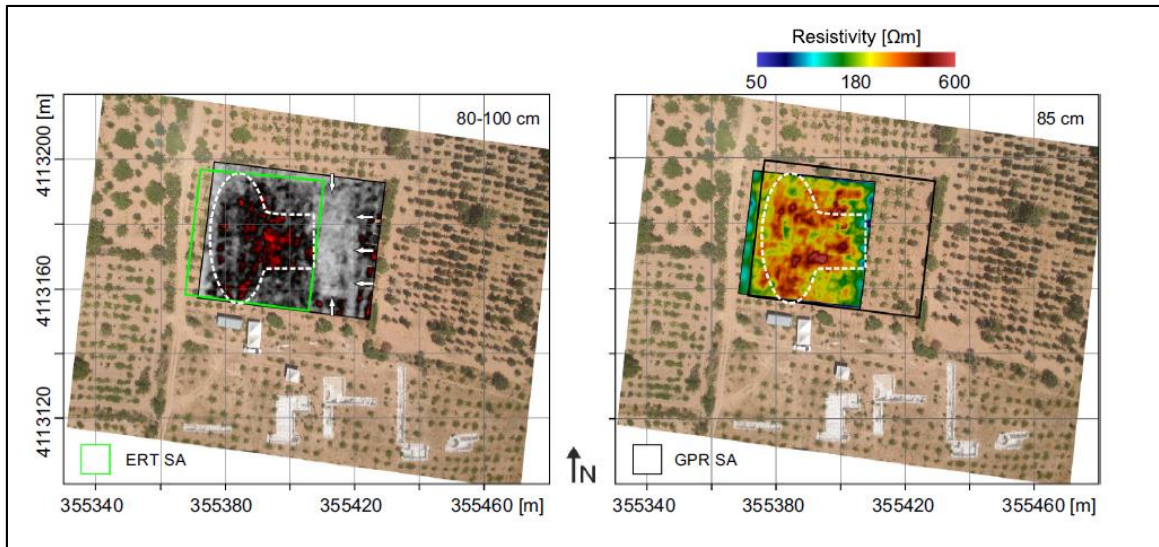 Resistivity [Ωm]
50 180 600
80-100 cm
85 cm
4113200 [m]
4113160
4113120
ERT SA
N
GPR SA
355340 355380 355420 355460 [m]
355340 355380 355420 355460 [m]